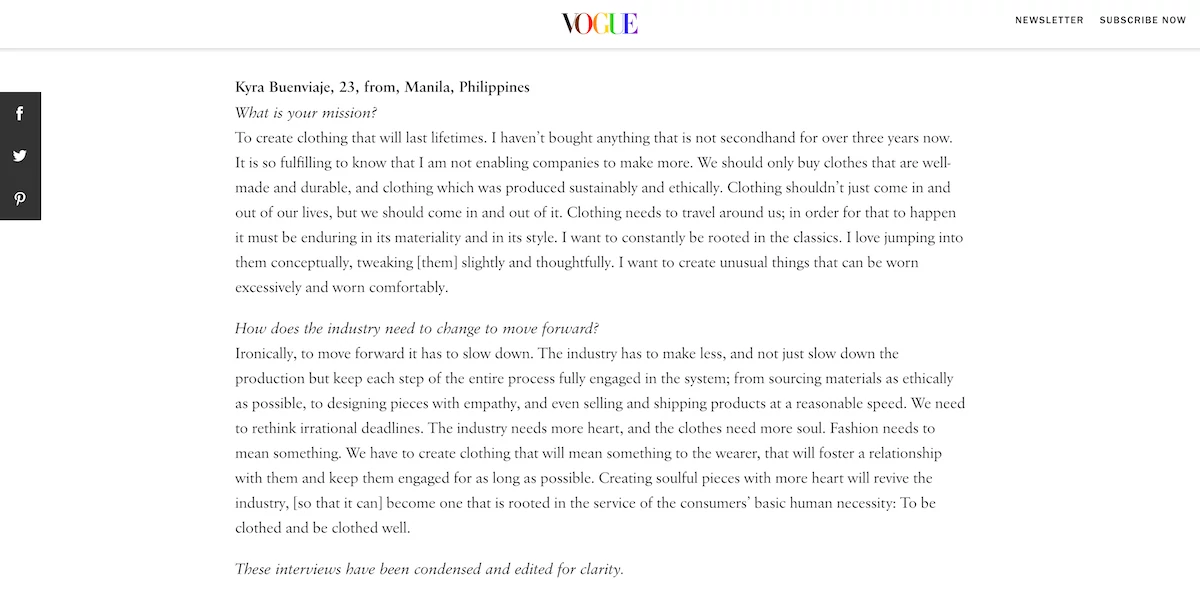 VOGUE
NEWSLETTER SUBSCRIBE NOW
Kyra Buenviaje, 23, from, Manila, Philippines
What is your mission?
To create clothing that will last lifetimes. I haven’t bought anything that is not secondhand for over three years now.
It is so fulfilling to know that I am not enabling companies to make more. We should only buy clothes that are well-
made and durable, and clothing which was produced sustainably and ethically. Clothing shouldn’t just come in and
out of our lives, but we should come in and out of it. Clothing needs to travel around us; in order for that to happen
it must be enduring in its materiality and in its style. I want to constantly be rooted in the classics. I love jumping into
them conceptually, tweaking [them] slightly and thoughtfully. I want to create unusual things that can be worn
excessively and worn comfortably.
How does the industry need to change to move forward?
Ironically, to move forward it has to slow down. The industry has to make less, and not just slow down the
production but keep each step of the entire process fully engaged in the system; from sourcing materials as ethically
as possible, to designing pieces with empathy, and even selling and shipping products at a reasonable speed. We need
to rethink irrational deadlines. The industry needs more heart, and the clothes need more soul. Fashion needs to
mean something. We have to create clothing that will mean something to the wearer, that will foster a relationship
with them and keep them engaged for as long as possible. Creating soulful pieces with more heart will revive the
industry, [so that it can] become one that is rooted in the service of the consumers’ basic human necessity: To be
clothed and be clothed well.
These interviews have been condensed and edited for clarity.